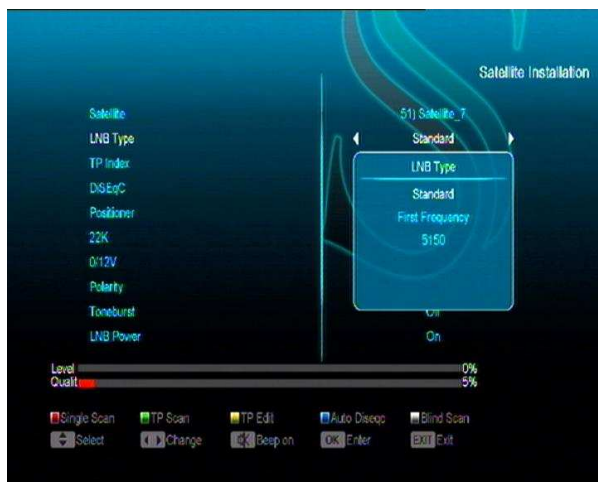 Satellite Installation
Satellite 51) Satellite_7
LNB Type Standard
TP Index
DiSEqC
Positioner
22K
0/12V
Polarity
Toneburst Off
LNB Power On
LNB Type
Standard
First Frequency
5150
Level 0%
Qualit 5%
Single Scan TP Scan TP Edit Auto Diseqc Blind Scan
Select Change Beep on OK Enter EXIT Exit